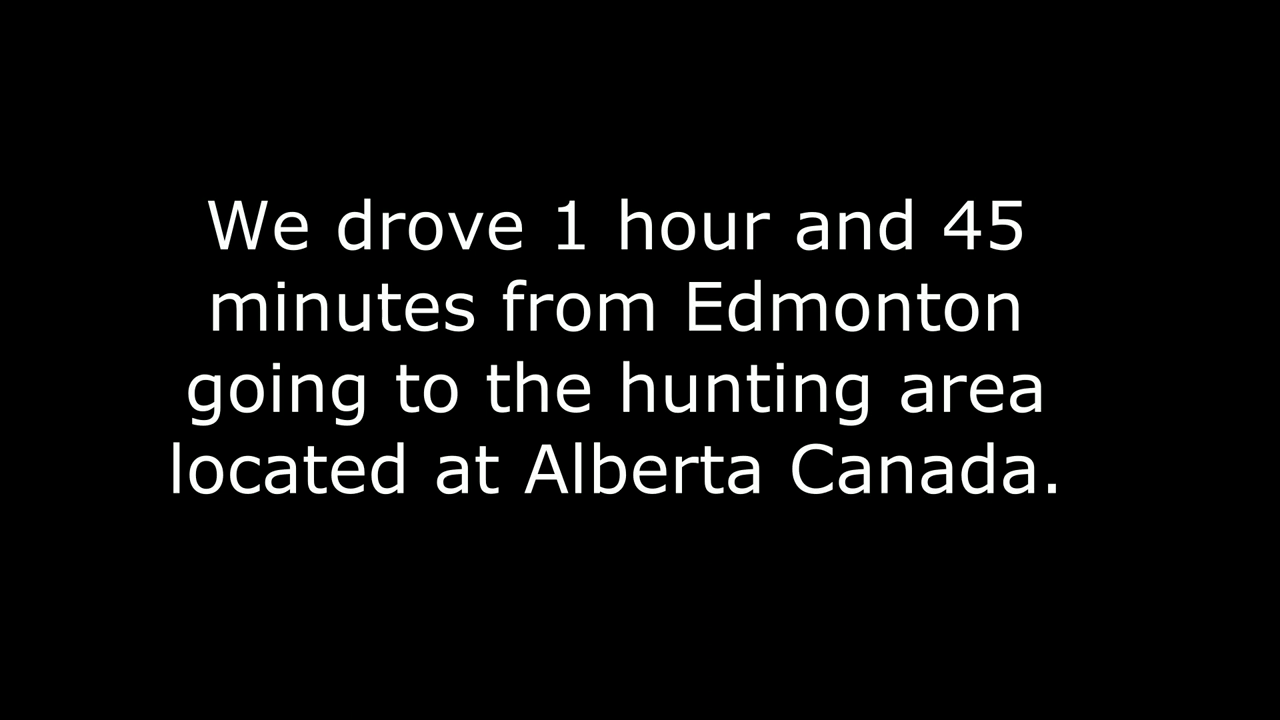 We drove 1 hour and 45
minutes from Edmonton
going to the hunting area
located at Alberta Canada.